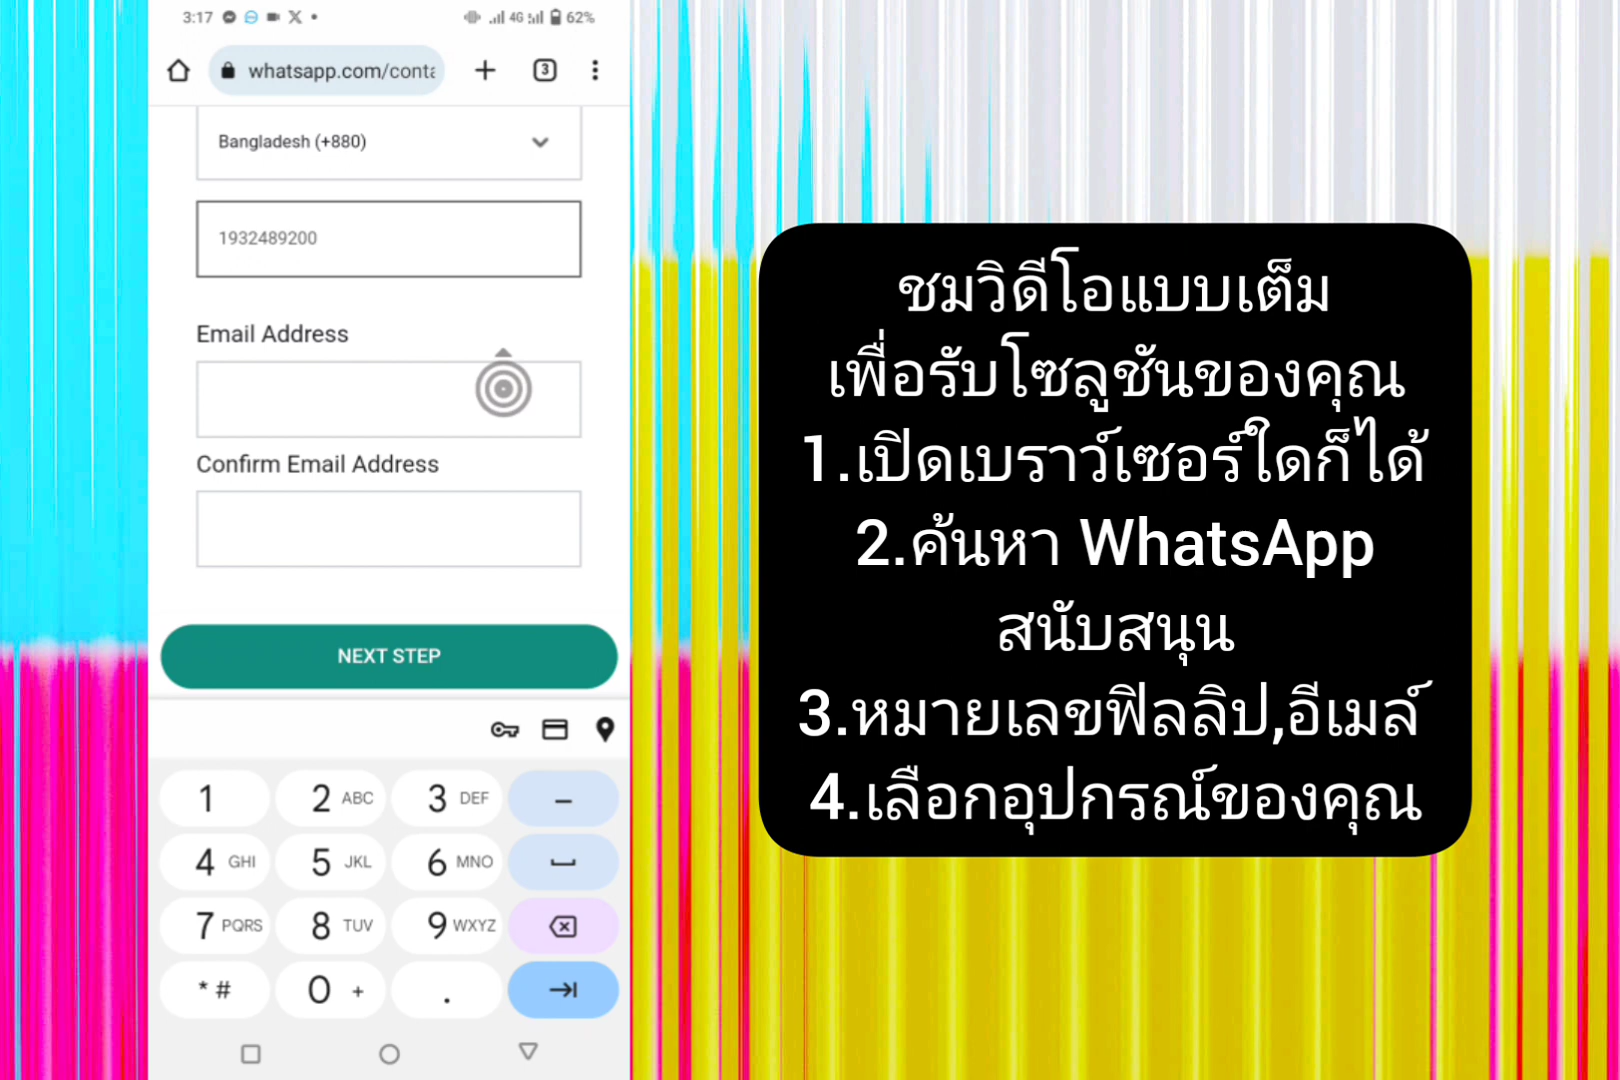 3:17
4G
62%
whatsapp.com/conta
3
Bangladesh (+880)
1932489200
Email Address
Confirm Email Address
NEXT STEP
1
2 ABC
3 DEF
–
4 GHI
5 JKL
6 MNO
7 PQRS
8 TUV
9 WXYZ
* #
0 +
.
ชมวิดีโอแบบเต็ม
เพื่อรับโซลูชันของคุณ
1.เปิดเบราว์เซอร์ใดก็ได้
2.ค้นหา WhatsApp
สนับสนุน
3.หมายเลขฟิลลิป,อีเมล์
4.เลือกอุปกรณ์ของคุณ